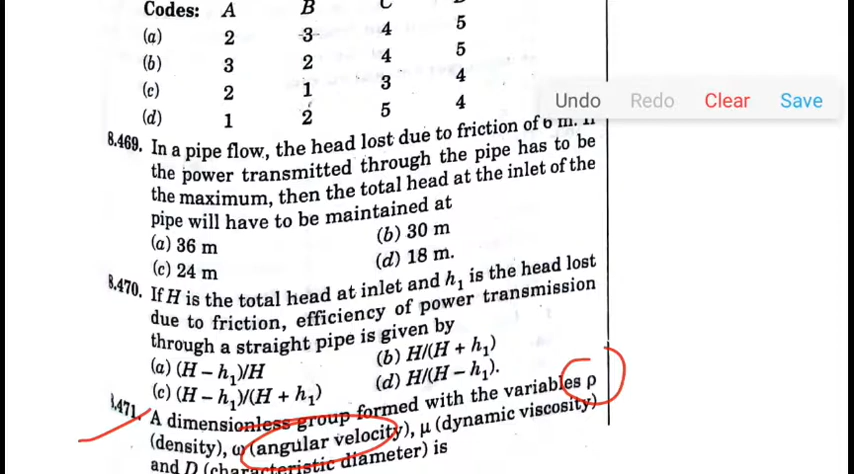 Codes: A B C
(a) 2 3 4 5
(b) 3 2 4 5
(c) 2 1 3 4
(d) 1 2 5 4
Undo Redo Clear Save
8.469. In a pipe flow, the head lost due to friction of 6 m. If
the power transmitted through the pipe has to be
the maximum, then the total head at the inlet of the
pipe will have to be maintained at
(a) 36 m (b) 30 m
(c) 24 m (d) 18 m.
8.470. If H is the total head at inlet and h₁ is the head lost
due to friction, efficiency of power transmission
through a straight pipe is given by
(a) (H – h₁)/H (b) H/(H + h₁)
(c) (H – h₁)/(H + h₁) (d) H/(H – h₁).
8.471. A dimensionless group formed with the variables ρ
(density), ω (angular velocity), μ (dynamic viscosity)
and D (characteristic diameter) is